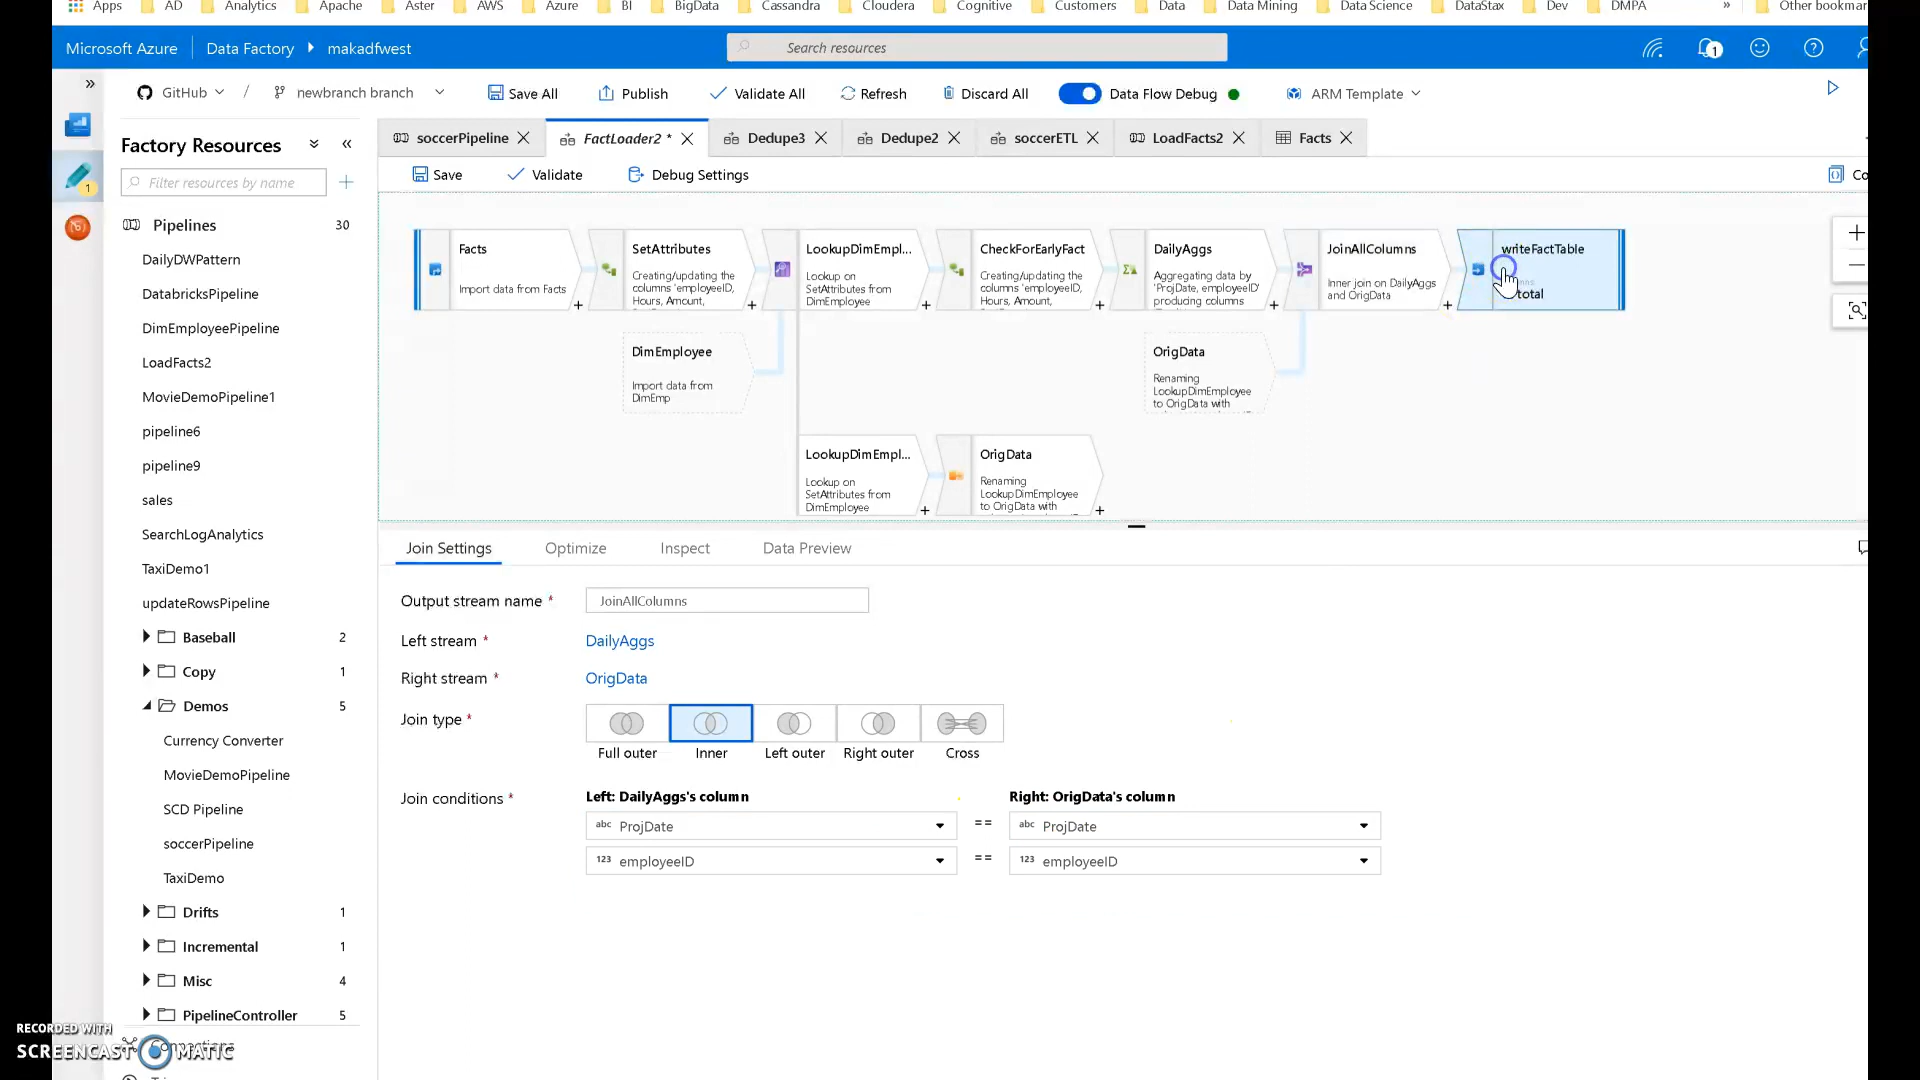 Apps AD Analytics Apache Aster AWS Azure BI BigData Cassandra Cloudera Cognitive Customers Data Data Mining Data Science DataStax Dev DMPA » Other bookmar
Microsoft Azure Data Factory makadfwest Search resources 1
GitHub / newbranch branch Save All Publish Validate All Refresh Discard All Data Flow Debug ARM Template
soccerPipeline FactLoader2 * Dedupe3 Dedupe2 soccerETL LoadFacts2 Facts
Save Validate Debug Settings Co
Factory Resources
Filter resources by name
1
Pipelines 30
DailyDWPattern
DatabricksPipeline
DimEmployeePipeline
LoadFacts2
MovieDemoPipeline1
pipeline6
pipeline9
sales
SearchLogAnalytics
TaxiDemo1
updateRowsPipeline
Baseball 2
Copy 1
Demos 5
Currency Converter
MovieDemoPipeline
SCD Pipeline
soccerPipeline
TaxiDemo
Drifts 1
Incremental 1
Misc 4
PipelineController 5
Connections
Facts
Import data from Facts
SetAttributes
Creating/updating the
columns 'employeeID,
Hours, Amount,
LookupDimEmpl...
Lookup on
SetAttributes from
DimEmployee
CheckForEarlyFact
Creating/updating the
columns 'employeeID,
Hours, Amount,
DailyAggs
Aggregating data by
'ProjDate, employeeID'
producing columns
JoinAllColumns
Inner join on DailyAggs
and OrigData
writeFactTable
total
DimEmployee
Import data from
DimEmp
OrigData
Renaming
LookupDimEmployee
to OrigData with
LookupDimEmpl...
Lookup on
SetAttributes from
DimEmployee
OrigData
Renaming
LookupDimEmployee
to OrigData with
Join Settings Optimize Inspect Data Preview
Output stream name * JoinAllColumns
Left stream * DailyAggs
Right stream * OrigData
Join type *
Full outer Inner Left outer Right outer Cross
Join conditions * Left: DailyAggs's column Right: OrigData's column
abc ProjDate == abc ProjDate
123 employeeID == 123 employeeID
RECORDED WITH
SCREENCAST MATIC